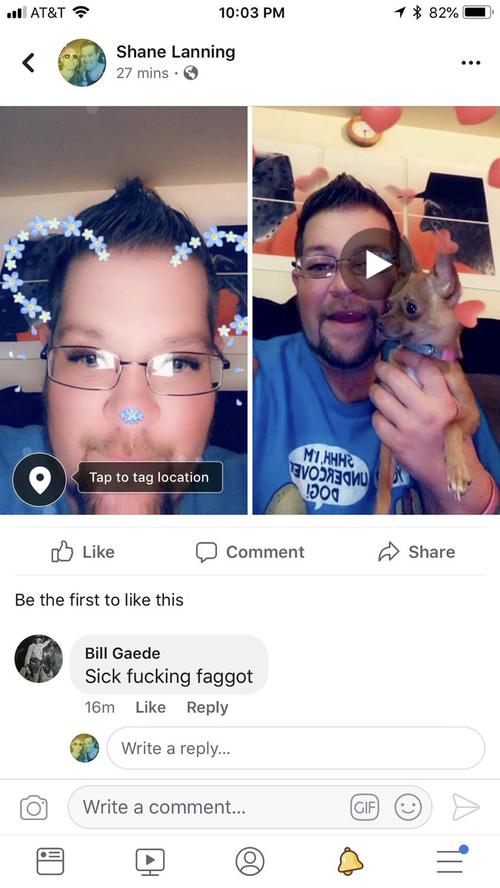 AT&T 10:03 PM 82%
Shane Lanning
27 mins ·
Tap to tag location
SHHH, I'M
UNDERCOVER
DOG!
Like Comment Share
Be the first to like this
Bill Gaede
Sick fucking faggot
16m Like Reply
Write a reply...
Write a comment... GIF